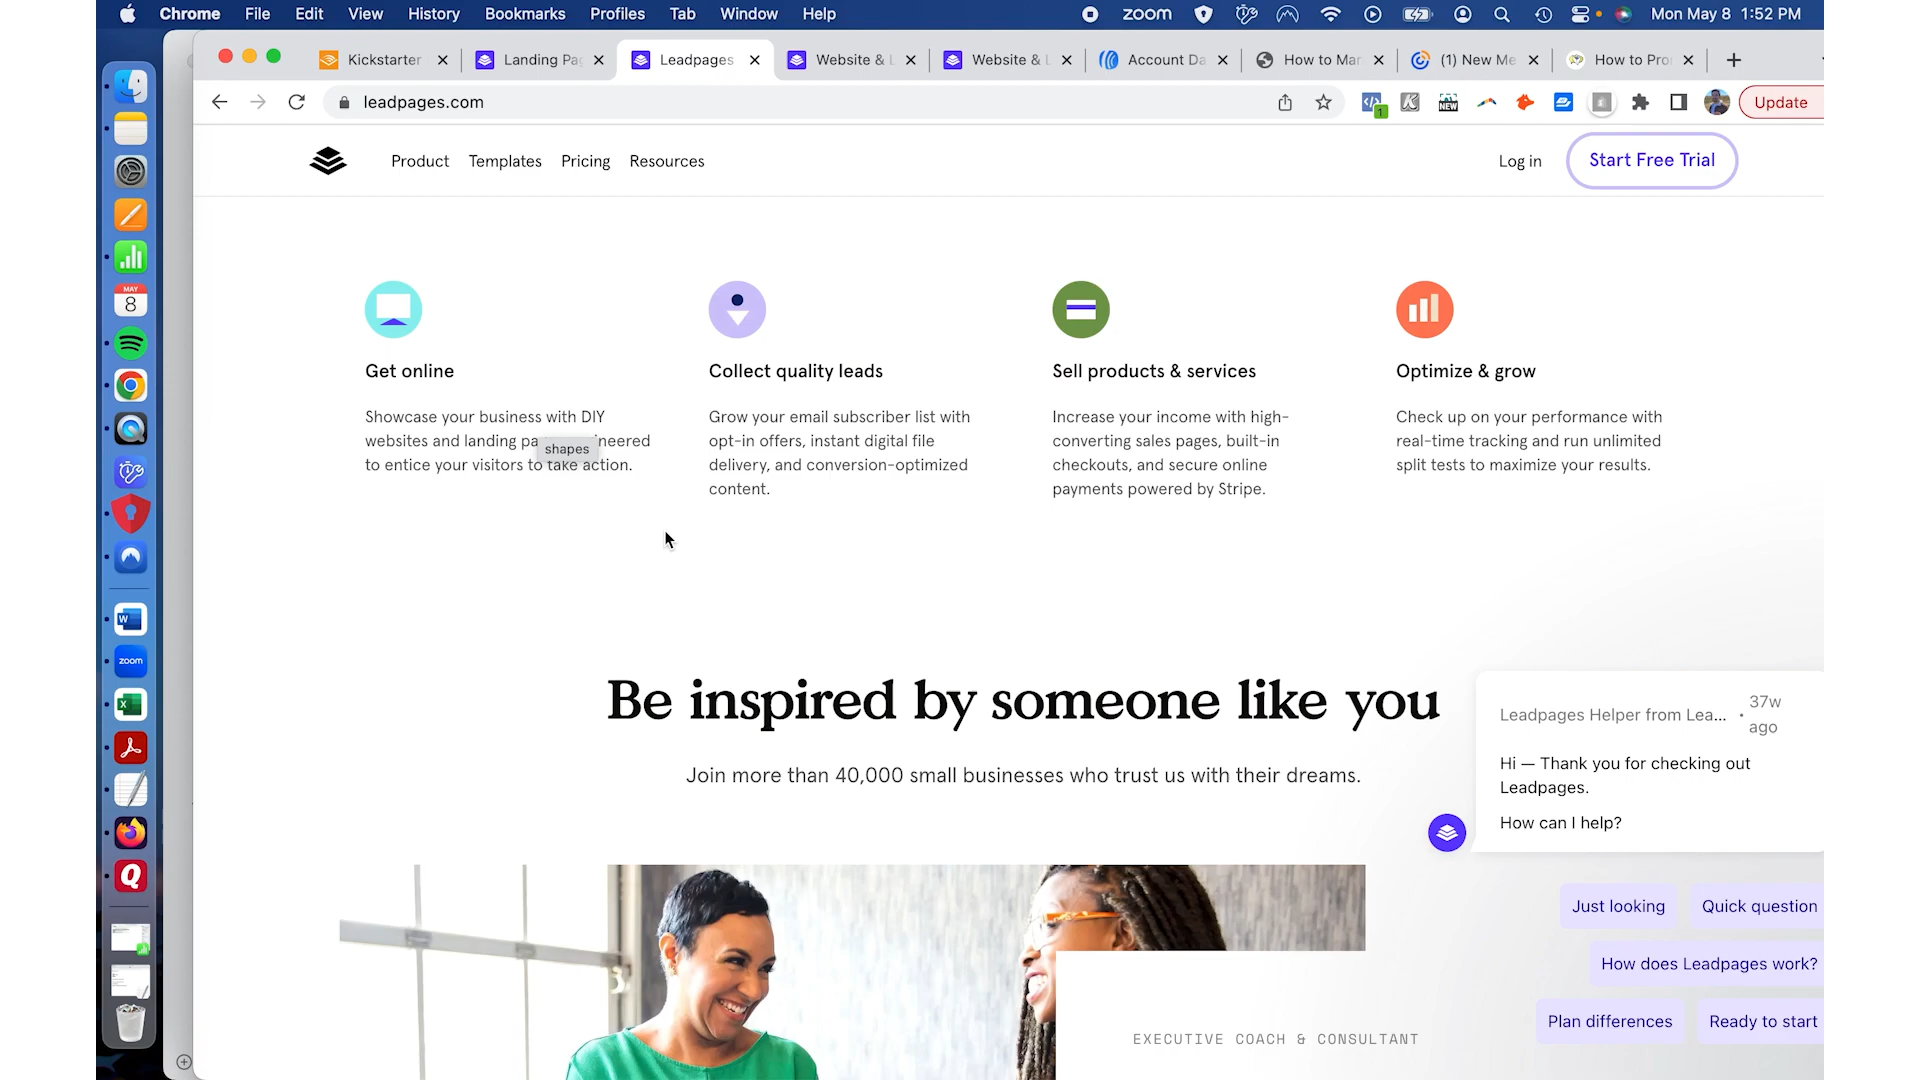 Chrome File Edit View History Bookmarks Profiles Tab Window Help zoom Mon May 8 1:52 PM
Kickstarter Landing Pa Leadpages Website & L Website & L Account Da How to Mar (1) New Me How to Pro
leadpages.com
NEW
1
Update
Product Templates Pricing Resources Log in Start Free Trial
MAY
8
zoom
Get online
Showcase your business with DIY
websites and landing pa neered
to entice your visitors to take action.
shapes
Collect quality leads
Grow your email subscriber list with
opt-in offers, instant digital file
delivery, and conversion-optimized
content.
Sell products & services
Increase your income with high-
converting sales pages, built-in
checkouts, and secure online
payments powered by Stripe.
Optimize & grow
Check up on your performance with
real-time tracking and run unlimited
split tests to maximize your results.
Be inspired by someone like you
Join more than 40,000 small businesses who trust us with their dreams.
Leadpages Helper from Lea... • 37w
ago
Hi — Thank you for checking out
Leadpages.
How can I help?
Just looking Quick question
How does Leadpages work?
Plan differences Ready to start
EXECUTIVE COACH & CONSULTANT